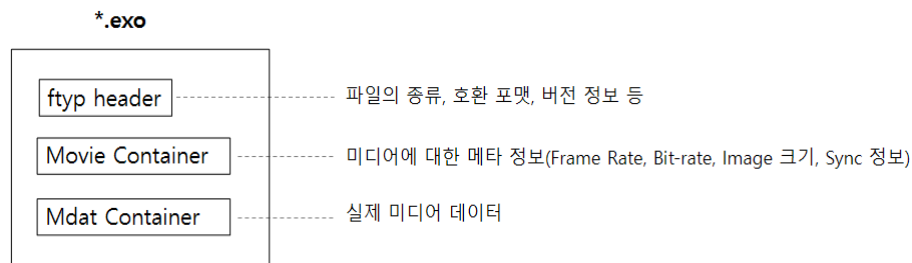 *.exo
ftyp header 파일의 종류, 호환 포맷, 버전 정보 등
Movie Container 미디어에 대한 메타 정보(Frame Rate, Bit-rate, Image 크기, Sync 정보)
Mdat Container 실제 미디어 데이터